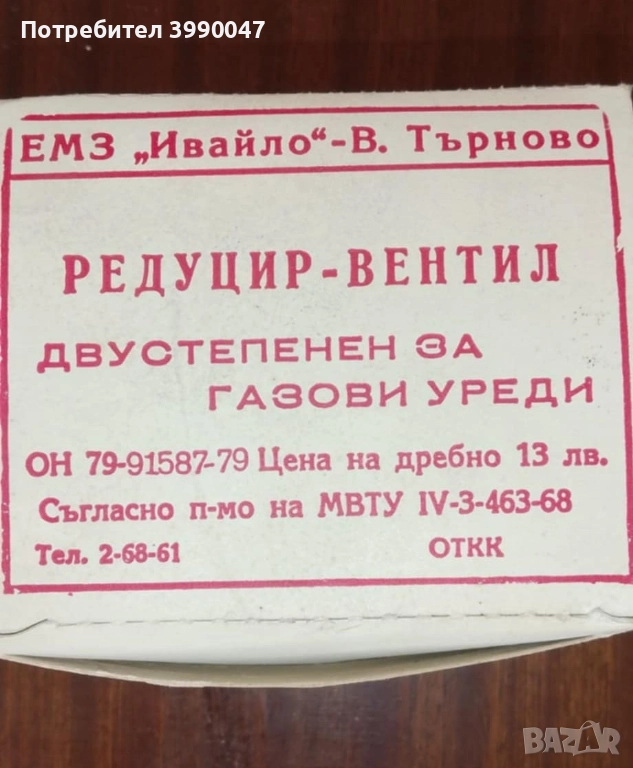 Потребител 3990047
ЕМЗ „Ивайло“-В. Търново
РЕДУЦИР-ВЕНТИЛ
ДВУСТЕПЕНЕН ЗА
ГАЗОВИ УРЕДИ
ОН 79-91587-79 Цена на дребно 13 лв.
Съгласно п-мо на МВТУ IV-3-463-68
Тел. 2-68-61 ОТКК
BAZAR